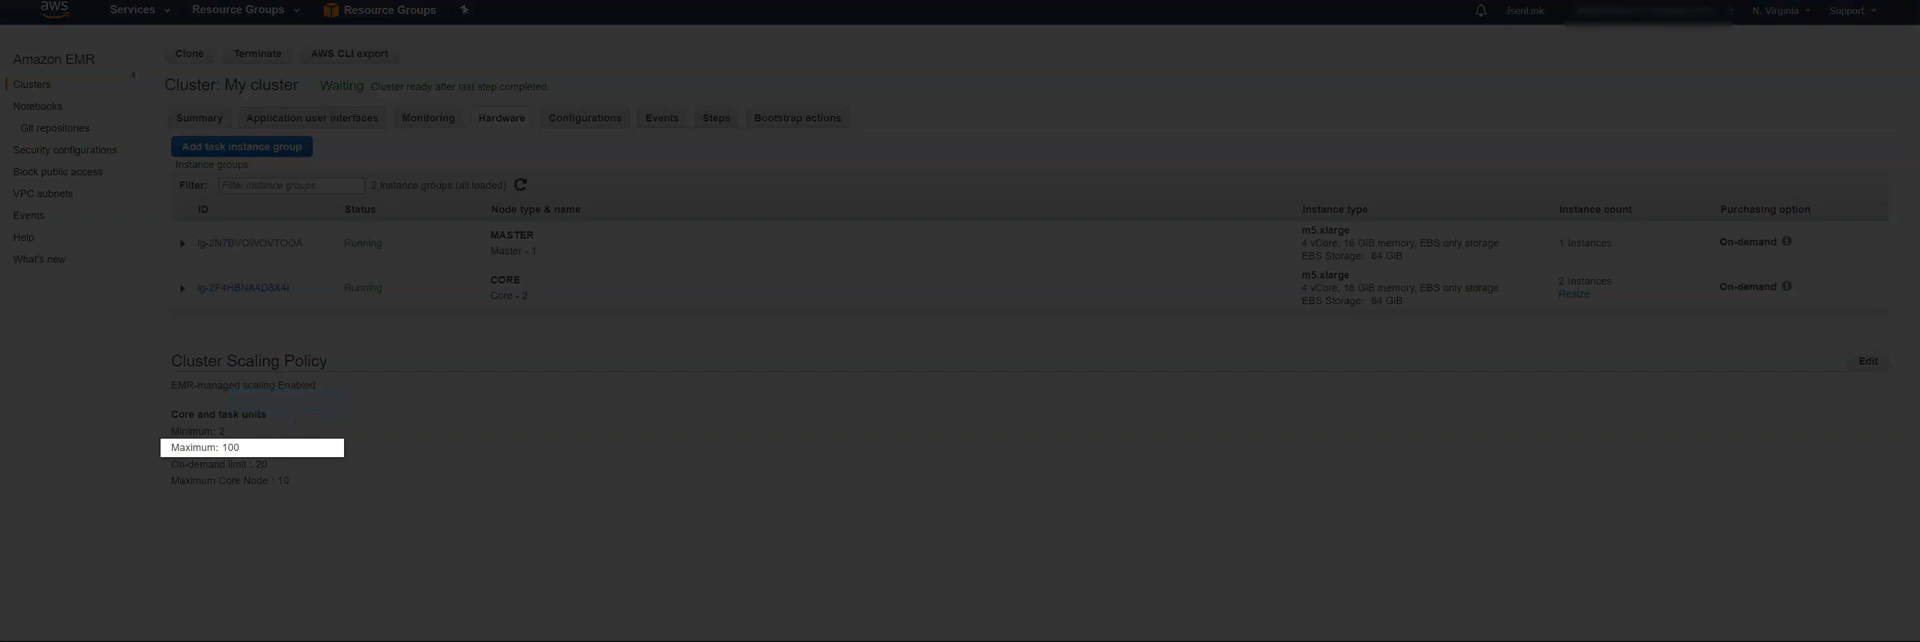 aws Services Resource Groups Resource Groups N. Virginia Support
Amazon EMR
Clusters
Notebooks
Git repositories
Security configurations
Block public access
VPC subnets
Events
Help
What's new
Clone Terminate AWS CLI export
Cluster: My cluster Waiting Cluster ready after last step completed.
Summary Application user interfaces Monitoring Hardware Configurations Events Steps Bootstrap actions
Add task instance group
Instance groups
Filter: Filter instance groups... 2 instance groups (all loaded)
ID Status Node type & name Instance type Instance count Purchasing option
Running MASTER
Master - 1
m5.xlarge
4 vCore, 16 GiB memory, EBS only storage
EBS Storage: 64 GiB
1 Instances
On-demand
Running CORE
Core - 2
m5.xlarge
4 vCore, 16 GiB memory, EBS only storage
EBS Storage: 64 GiB
2 Instances
Resize
On-demand
Cluster Scaling Policy Edit
EMR-managed scaling Enabled
Core and task units
Minimum: 2
Maximum: 100
On-demand limit : 20
Maximum Core Node : 10